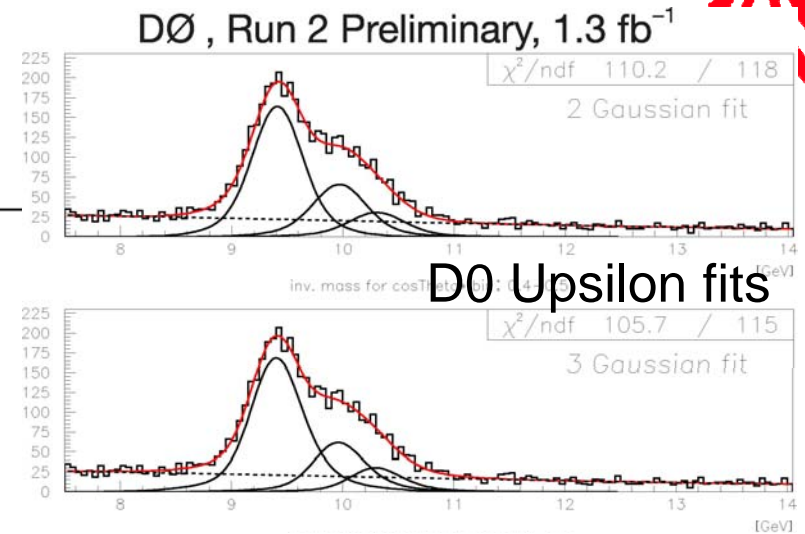 DØ , Run 2 Preliminary, 1.3 fb⁻¹
225
200
175
150
125
100
75
50
25
0
χ²/ndf 110.2 / 118
2 Gaussian fit
8 9 10 11 12 13 14
[GeV]
inv. mass for cosTheta
D0 Upsilon fits
225
200
175
150
125
100
75
50
25
0
χ²/ndf 105.7 / 115
3 Gaussian fit
8 9 10 11 12 13 14
[GeV]